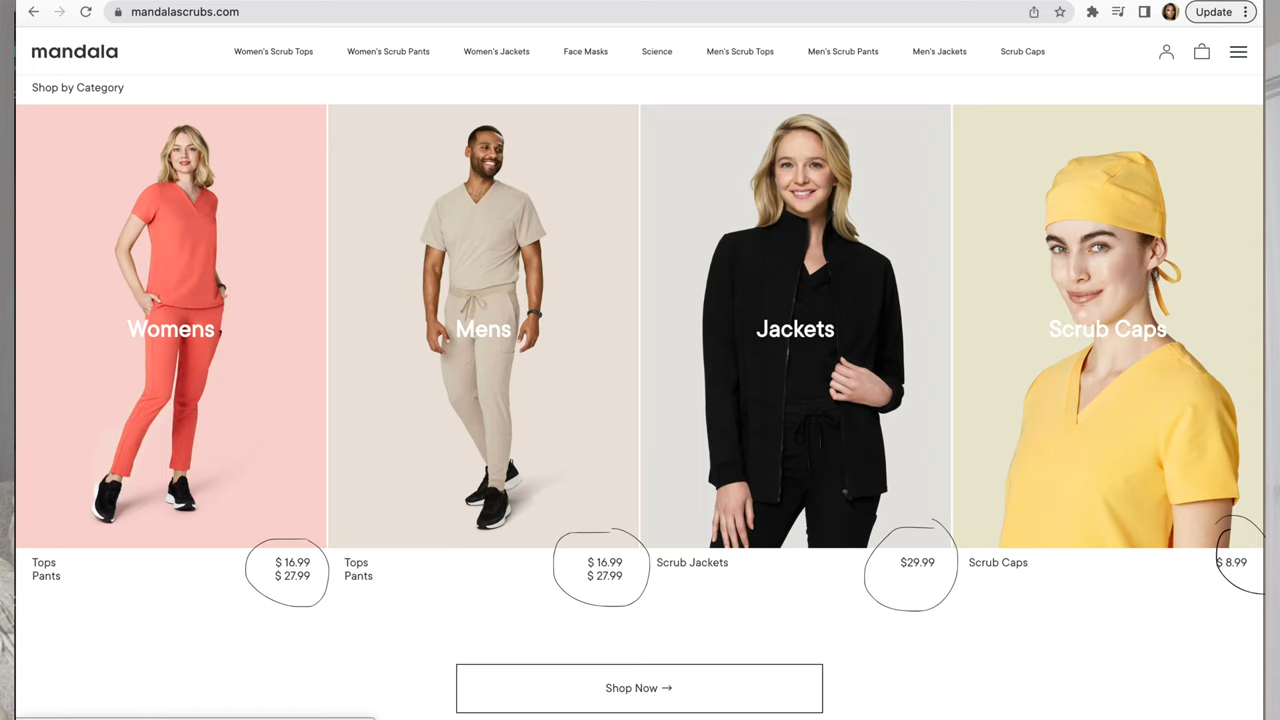 mandalascrubs.com
Update
mandala
Women's Scrub Tops
Women's Scrub Pants
Women's Jackets
Face Masks
Science
Men's Scrub Tops
Men's Scrub Pants
Men's Jackets
Scrub Caps
Shop by Category
Womens
Mens
Jackets
Scrub Caps
Tops $ 16.99
Pants $ 27.99
Tops $ 16.99
Pants $ 27.99
Scrub Jackets $29.99
Scrub Caps $ 8.99
Shop Now →